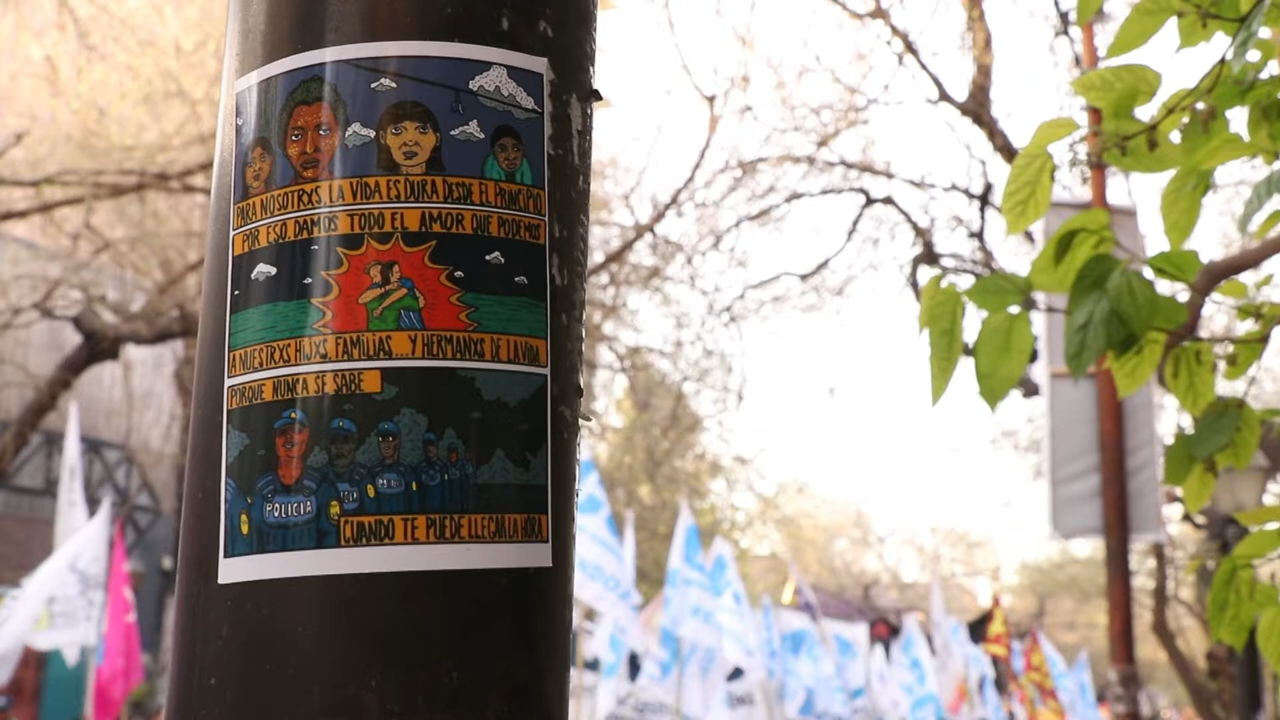 PARA NOSOTRXS, LA VIDA ES DURA DESDE EL PRINCIPIO
POR ESO, DAMOS TODO EL AMOR QUE PODEMOS
A NUESTRXS HIJXS, FAMILIAS... Y HERMANXS DE LA VIDA
PORQUE NUNCA SE SABE
POLICIA
CUANDO TE PUEDE LLEGAR LA HORA